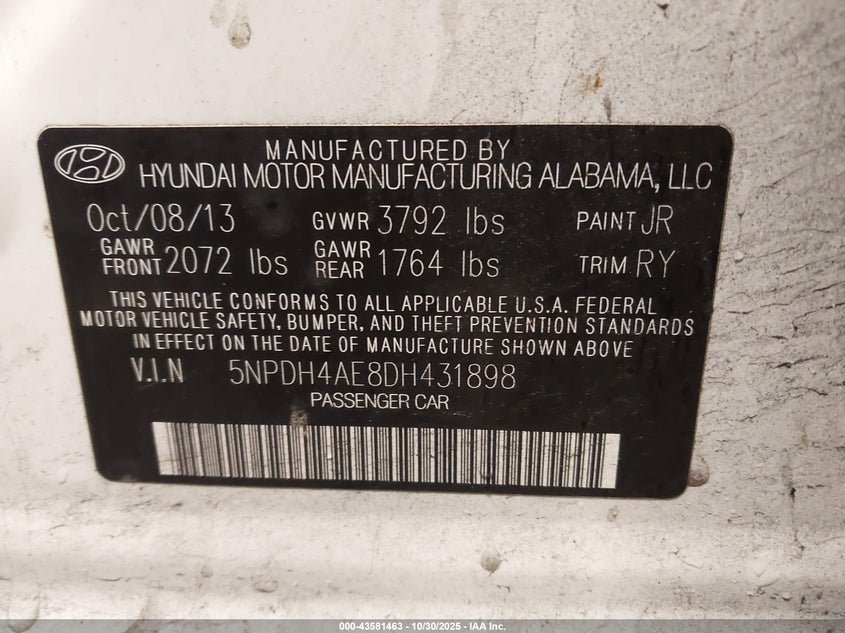 MANUFACTURED BY
HYUNDAI MOTOR MANUFACTURING ALABAMA, LLC
Oct/08/13 GVWR 3792 lbs PAINT JR
GAWR FRONT 2072 lbs GAWR REAR 1764 lbs TRIM RY
THIS VEHICLE CONFORMS TO ALL APPLICABLE U.S.A. FEDERAL
MOTOR VEHICLE SAFETY, BUMPER, AND THEFT PREVENTION STANDARDS
IN EFFECT ON THE DATE OF MANUFACTURE SHOWN ABOVE
V.I.N 5NPDH4AE8DH431898
PASSENGER CAR
000-43581463 - 10/30/2025 - IAA Inc.